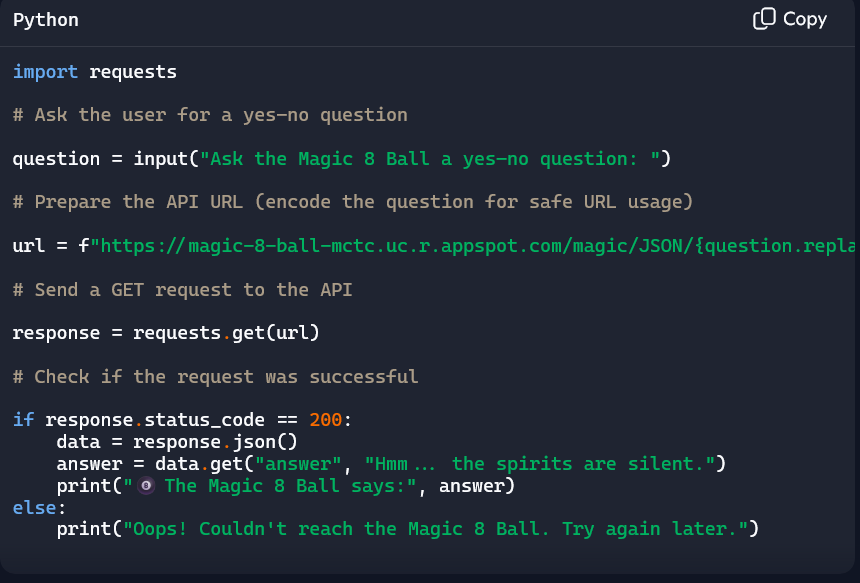 Python
Copy
import requests
# Ask the user for a yes-no question
question = input("Ask the Magic 8 Ball a yes-no question: ")
# Prepare the API URL (encode the question for safe URL usage)
url = f"https://magic-8-ball-mctc.uc.r.appspot.com/magic/JSON/{question.repla
# Send a GET request to the API
response = requests.get(url)
# Check if the request was successful
if response.status_code == 200:
    data = response.json()
    answer = data.get("answer", "Hmm... the spirits are silent.")
    print("🎱 The Magic 8 Ball says:", answer)
else:
    print("Oops! Couldn't reach the Magic 8 Ball. Try again later.")